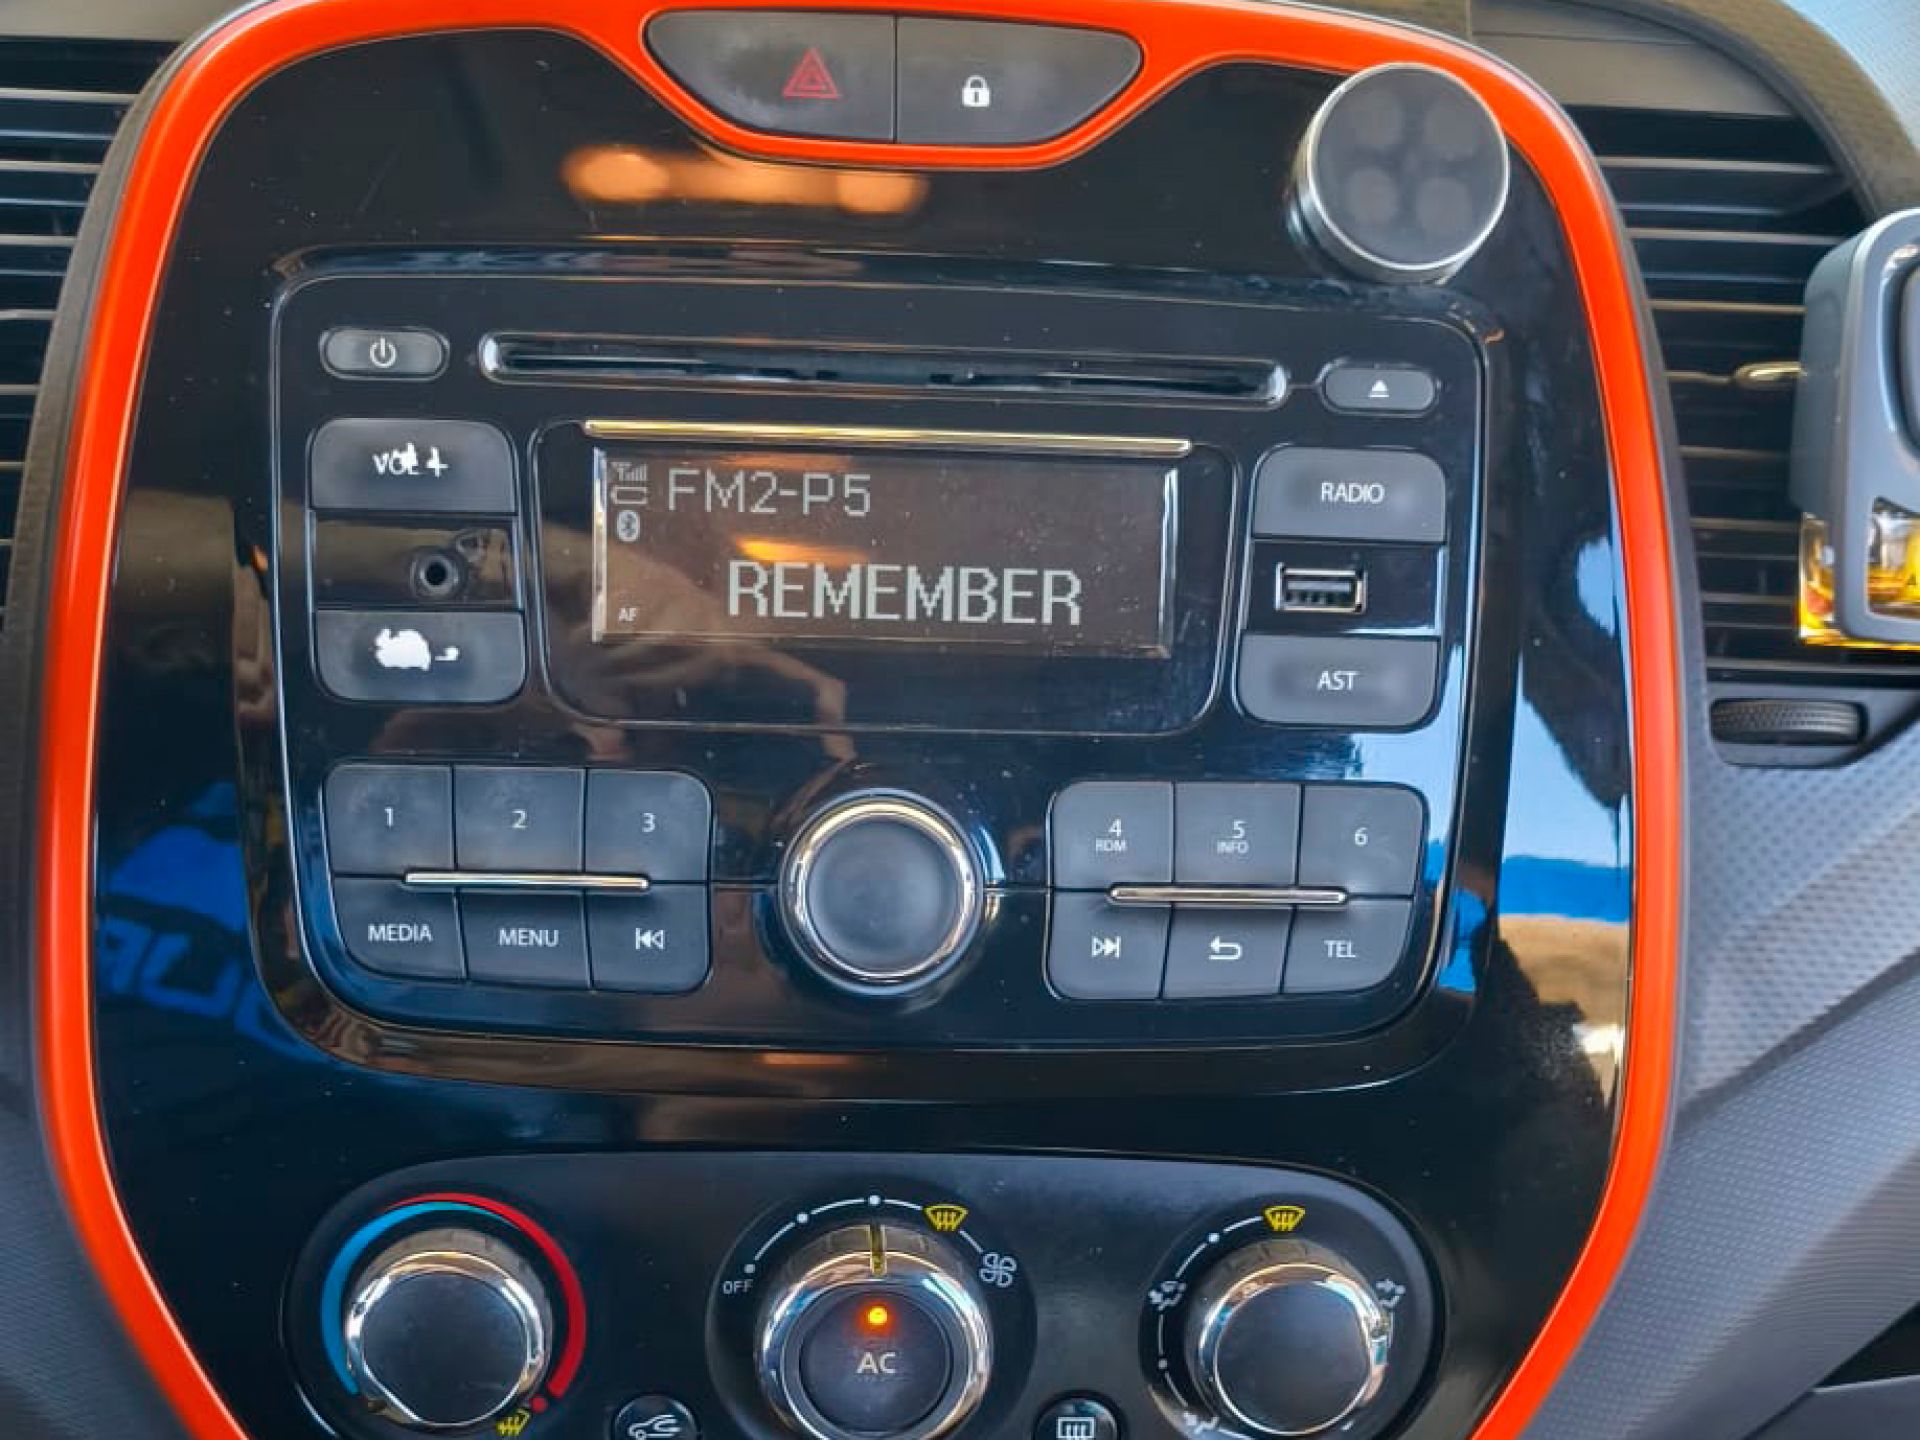 VOL +
FM2-P5
REMEMBER
AF
RADIO
AST
1
2
3
4
RDM
5
INFO
6
MEDIA
MENU
TEL
OFF
AC